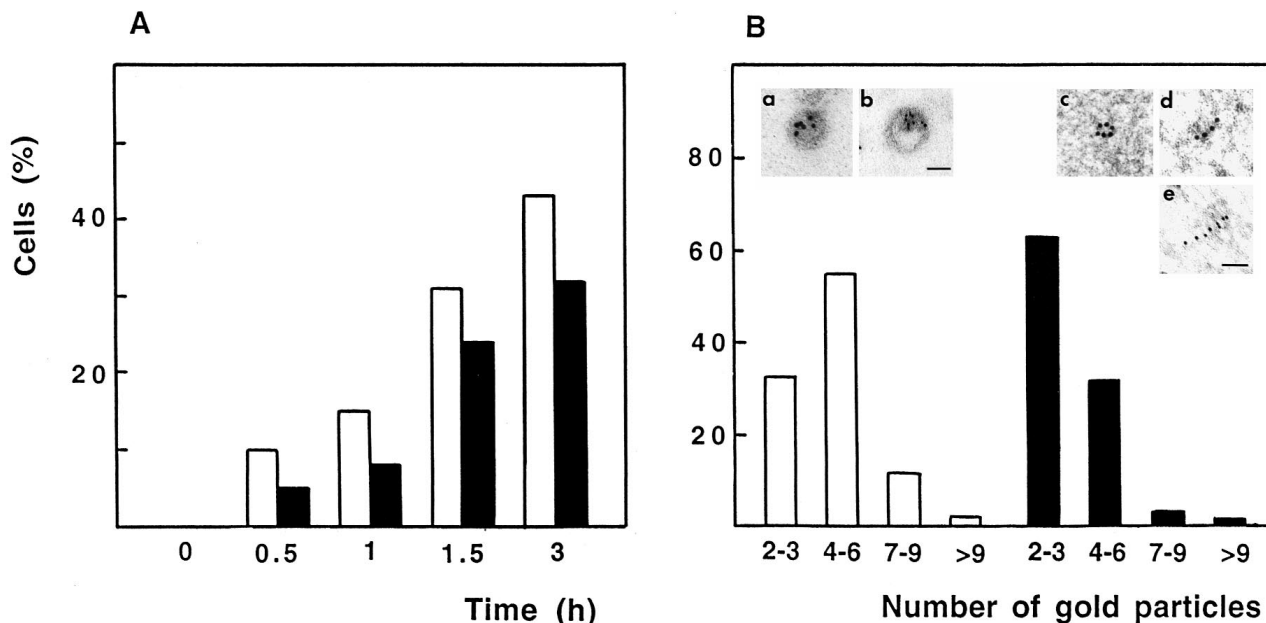 A
Cells (%)
40
20
0 0.5 1 1.5 3
Time (h)
B
a b c d
e
80
60
40
20
2-3 4-6 7-9 >9 2-3 4-6 7-9 >9
Number of gold particles